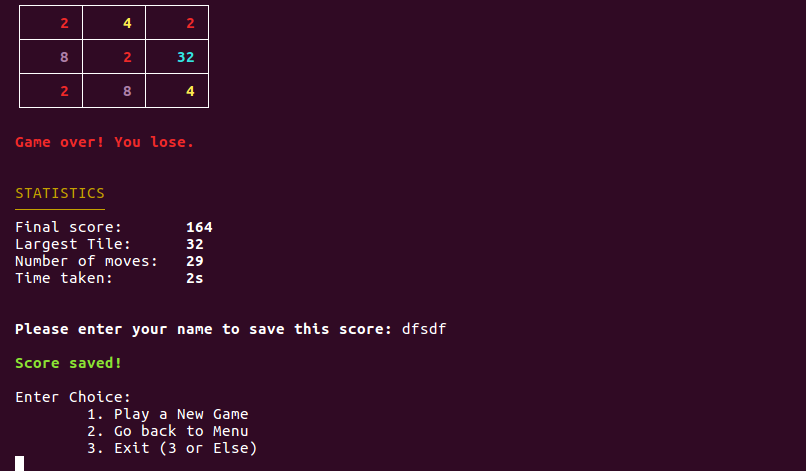 2 4 2
8 2 32
2 8 4
Game over! You lose.
STATISTICS
Final score: 164
Largest Tile: 32
Number of moves: 29
Time taken: 2s
Please enter your name to save this score: dfsdf
Score saved!
Enter Choice:
1. Play a New Game
2. Go back to Menu
3. Exit (3 or Else)